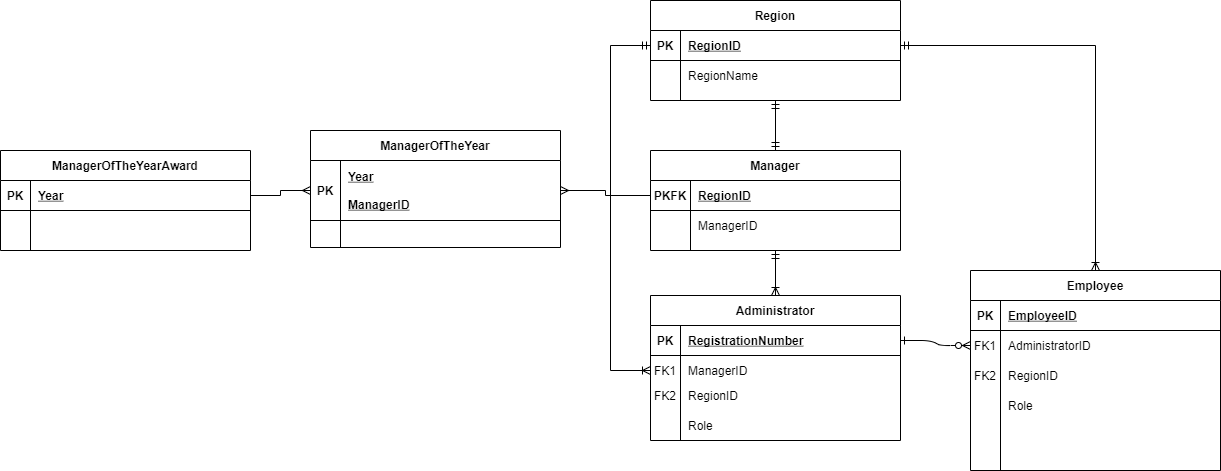 Region
PK RegionID
RegionName
ManagerOfTheYearAward
PK Year
ManagerOfTheYear
PK
Year
ManagerID
Manager
PKFK RegionID
ManagerID
Administrator
PK RegistrationNumber
FK1 ManagerID
FK2 RegionID
Role
Employee
PK EmployeeID
FK1 AdministratorID
FK2 RegionID
Role